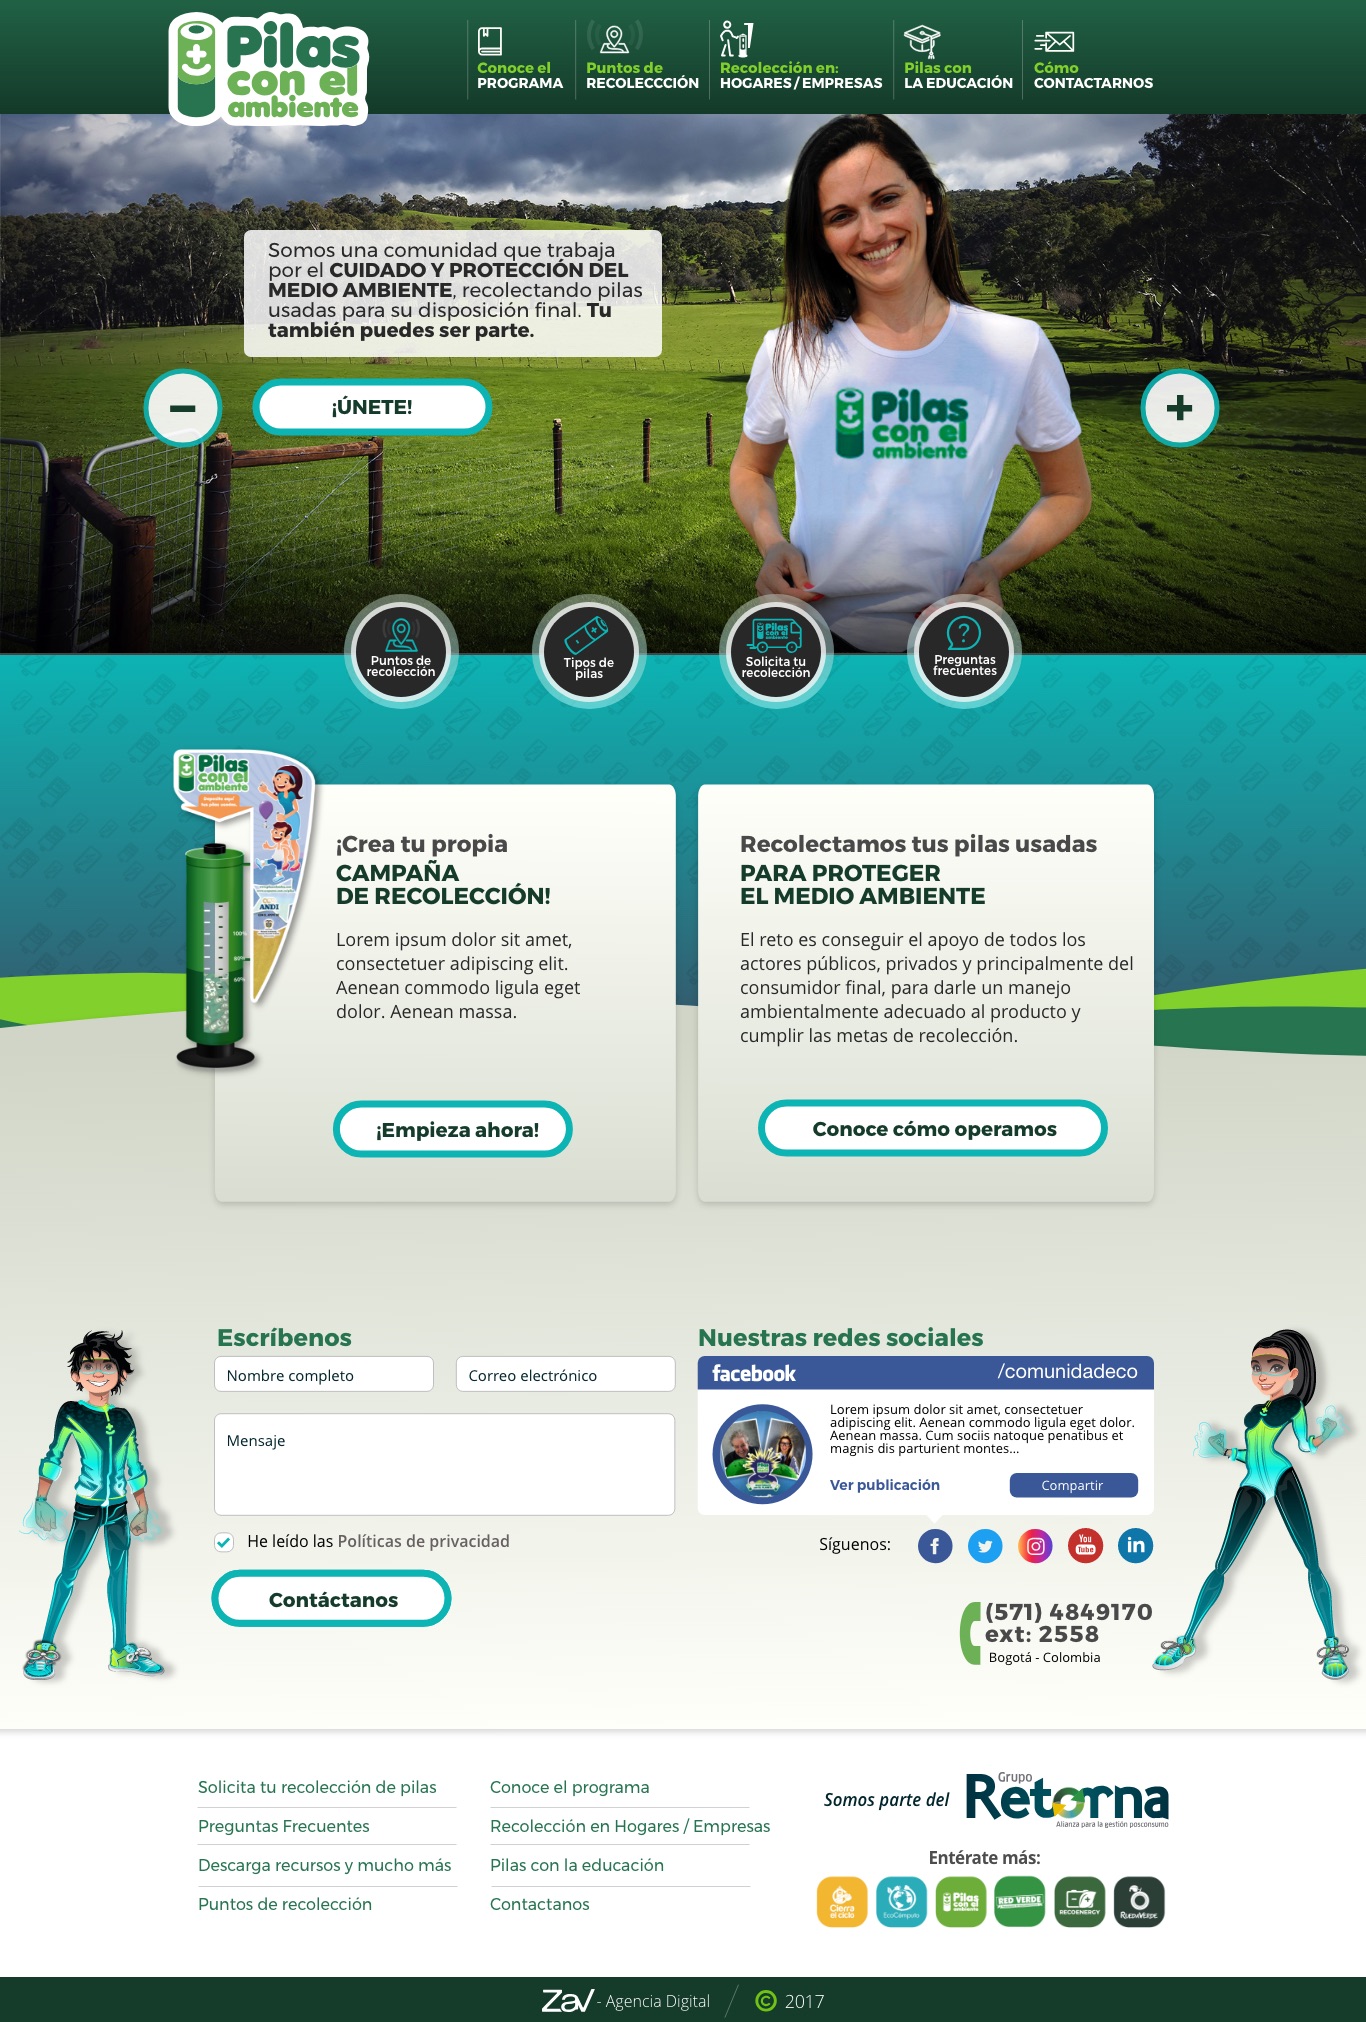 Pilas
con el
ambiente
Conoce el
PROGRAMA
Puntos de
RECOLECCCIÓN
Recolección en:
HOGARES / EMPRESAS
Pilas con
LA EDUCACIÓN
Cómo
CONTACTARNOS
Somos una comunidad que trabaja
por el CUIDADO Y PROTECCIÓN DEL
MEDIO AMBIENTE, recolectando pilas
usadas para su disposición final. Tu
también puedes ser parte.
¡ÚNETE!
Pilas
con el
ambiente
Puntos de
recolección
Tipos de
pilas
Pilas
con el
ambiente
Solicita tu
recolección
Preguntas
frecuentes
Pilas
con el
ambiente
ANDI
100%
80%
60%
¡Crea tu propia
CAMPAÑA
DE RECOLECCIÓN!
Lorem ipsum dolor sit amet,
consectetuer adipiscing elit.
Aenean commodo ligula eget
dolor. Aenean massa.
¡Empieza ahora!
Recolectamos tus pilas usadas
PARA PROTEGER
EL MEDIO AMBIENTE
El reto es conseguir el apoyo de todos los
actores públicos, privados y principalmente del
consumidor final, para darle un manejo
ambientalmente adecuado al producto y
cumplir las metas de recolección.
Conoce cómo operamos
Escríbenos
Nombre completo
Correo electrónico
Mensaje
He leído las Políticas de privacidad
Contáctanos
Nuestras redes sociales
facebook
/comunidadeco
Lorem ipsum dolor sit amet, consectetuer
adipiscing elit. Aenean commodo ligula eget dolor.
Aenean massa. Cum sociis natoque penatibus et
magnis dis parturient montes...
Ver publicación
Compartir
Síguenos:
f
You
Tube
in
(571) 4849170
ext: 2558
Bogotá - Colombia
Solicita tu recolección de pilas
Preguntas Frecuentes
Descarga recursos y mucho más
Puntos de recolección
Conoce el programa
Recolección en Hogares / Empresas
Pilas con la educación
Contactanos
Somos parte del
Grupo
Retorna
Alianza para la gestión posconsumo
Entérate más:
Cierra
el ciclo
EcoCómputo
Pilas
con el
ambiente
RED VERDE
RECOENERGY
RUEDAVERDE
Zav - Agencia Digital
© 2017